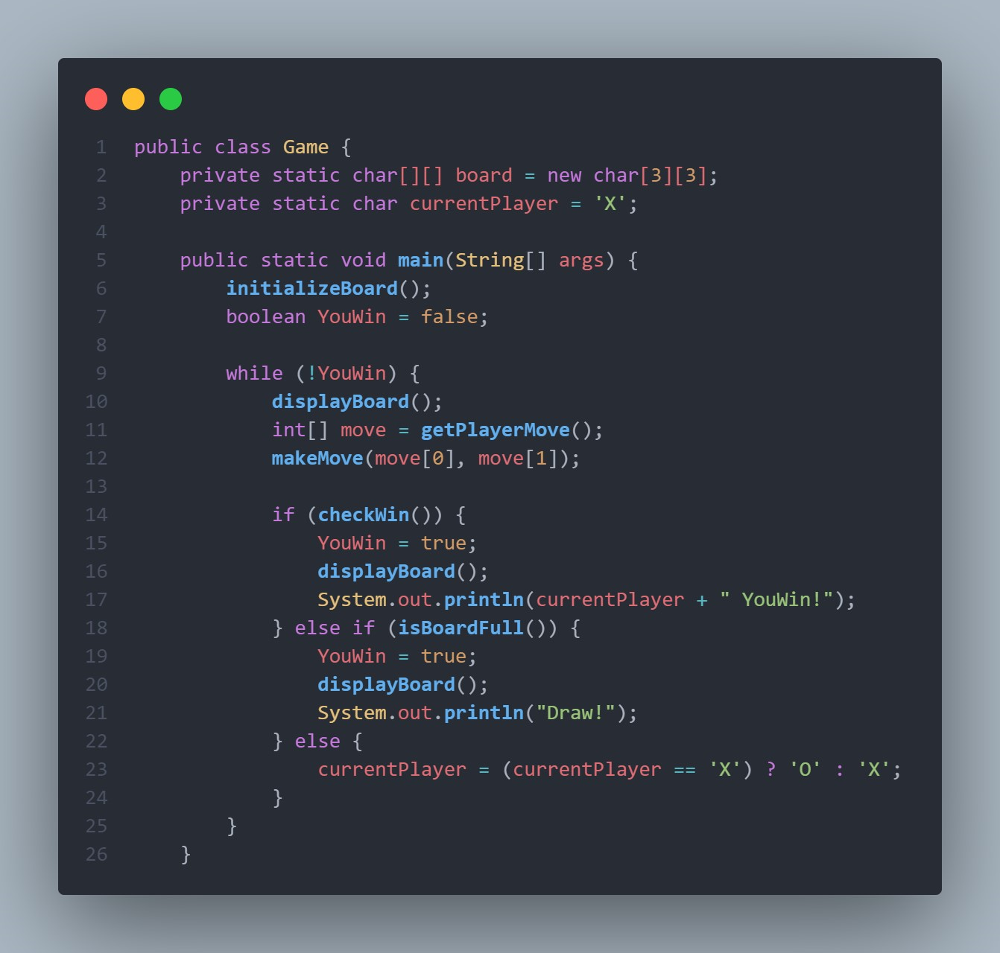 1 public class Game {
2     private static char[][] board = new char[3][3];
3     private static char currentPlayer = 'X';
4
5     public static void main(String[] args) {
6         initializeBoard();
7         boolean YouWin = false;
8
9         while (!YouWin) {
10             displayBoard();
11             int[] move = getPlayerMove();
12             makeMove(move[0], move[1]);
13
14             if (checkWin()) {
15                 YouWin = true;
16                 displayBoard();
17                 System.out.println(currentPlayer + " YouWin!");
18             } else if (isBoardFull()) {
19                 YouWin = true;
20                 displayBoard();
21                 System.out.println("Draw!");
22             } else {
23                 currentPlayer = (currentPlayer == 'X') ? 'O' : 'X';
24             }
25         }
26     }